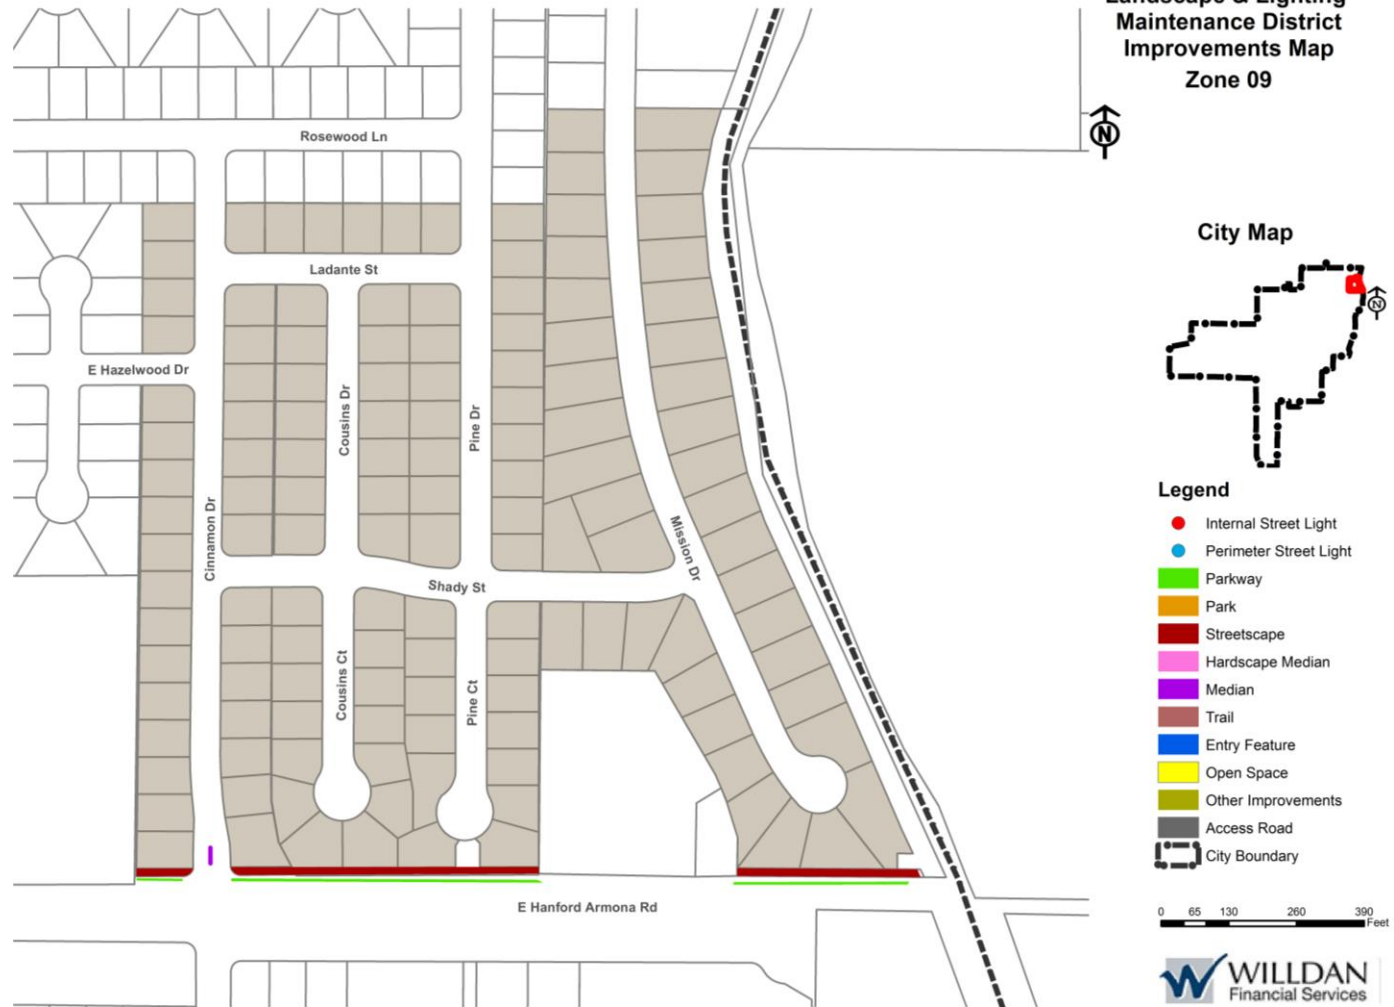 Landscape & Lighting
Maintenance District
Improvements Map
Zone 09
N
City Map
N
Rosewood Ln
Ladante St
E Hazelwood Dr
Cousins Dr
Pine Dr
Cinnamon Dr
Mission Dr
Shady St
Cousins Ct
Pine Ct
E Hanford Armona Rd
Legend
Internal Street Light
Perimeter Street Light
Parkway
Park
Streetscape
Hardscape Median
Median
Trail
Entry Feature
Open Space
Other Improvements
Access Road
City Boundary
0 65 130 260 390
Feet
WILLDAN
Financial Services